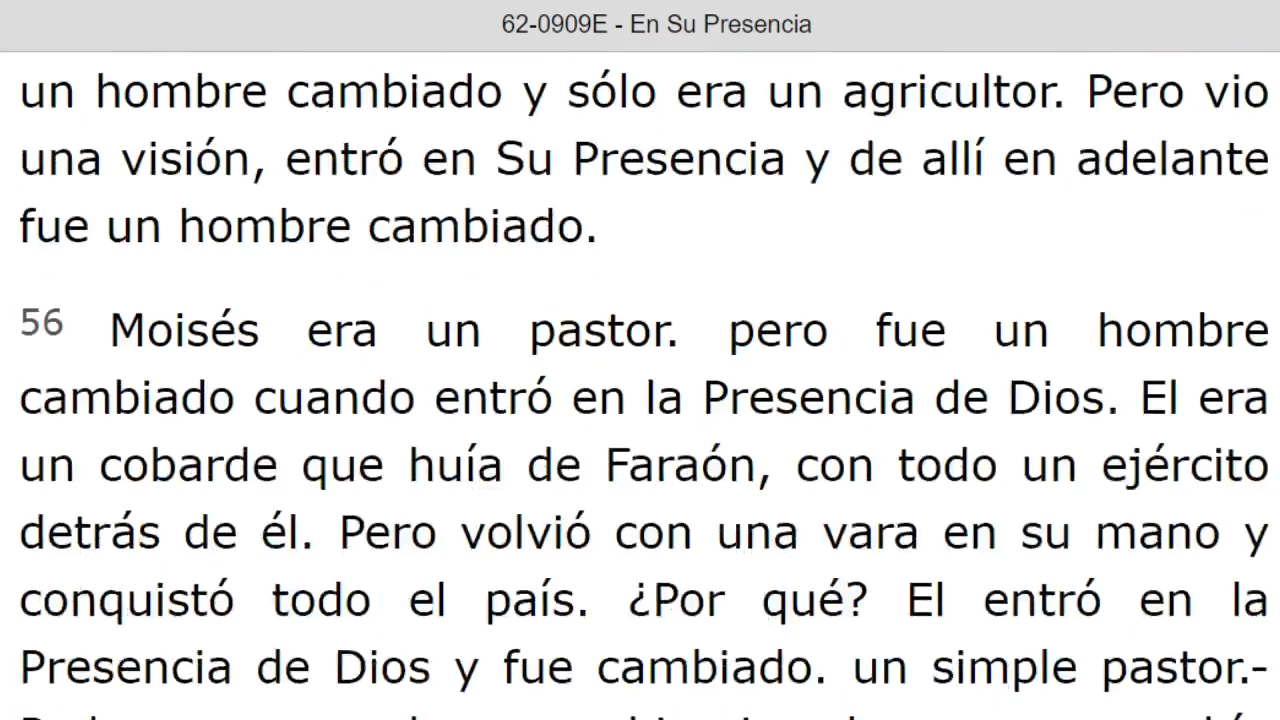 62-0909E - En Su Presencia
un hombre cambiado y sólo era un agricultor. Pero vio
una visión, entró en Su Presencia y de allí en adelante
fue un hombre cambiado.
56 Moisés era un pastor. pero fue un hombre
cambiado cuando entró en la Presencia de Dios. El era
un cobarde que huía de Faraón, con todo un ejército
detrás de él. Pero volvió con una vara en su mano y
conquistó todo el país. ¿Por qué? El entró en la
Presencia de Dios y fue cambiado. un simple pastor.-